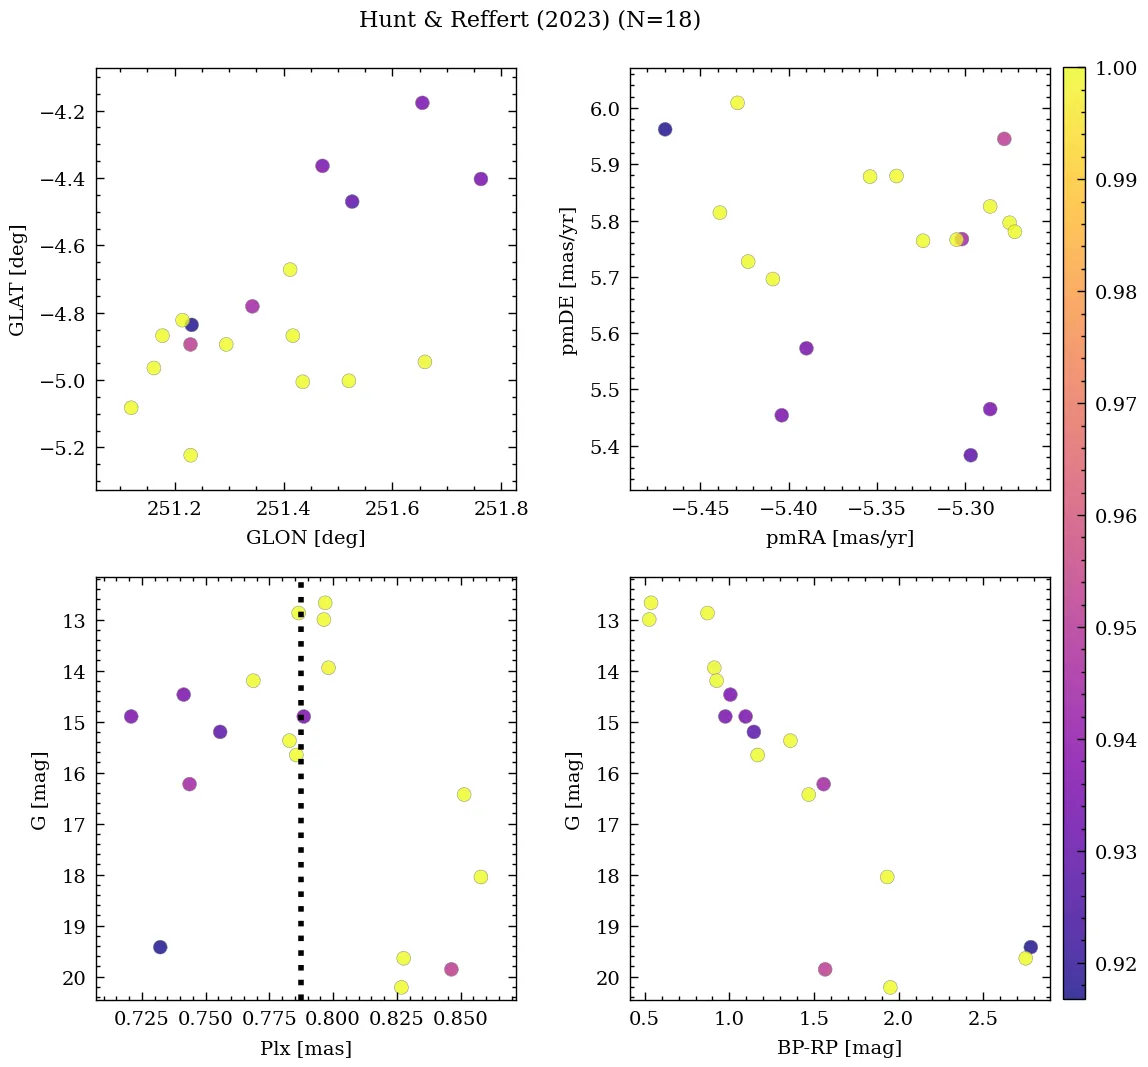 Hunt & Reffert (2023) (N=18)
−4.2
−4.4
−4.6
−4.8
−5.0
−5.2
GLAT [deg]
251.2 251.4 251.6 251.8
GLON [deg]
6.0
5.9
5.8
5.7
5.6
5.5
5.4
pmDE [mas/yr]
−5.45 −5.40 −5.35 −5.30
pmRA [mas/yr]
13
14
15
16
17
18
19
20
G [mag]
0.725 0.750 0.775 0.800 0.825 0.850
Plx [mas]
13
14
15
16
17
18
19
20
G [mag]
0.5 1.0 1.5 2.0 2.5
BP-RP [mag]
1.00
0.99
0.98
0.97
0.96
0.95
0.94
0.93
0.92